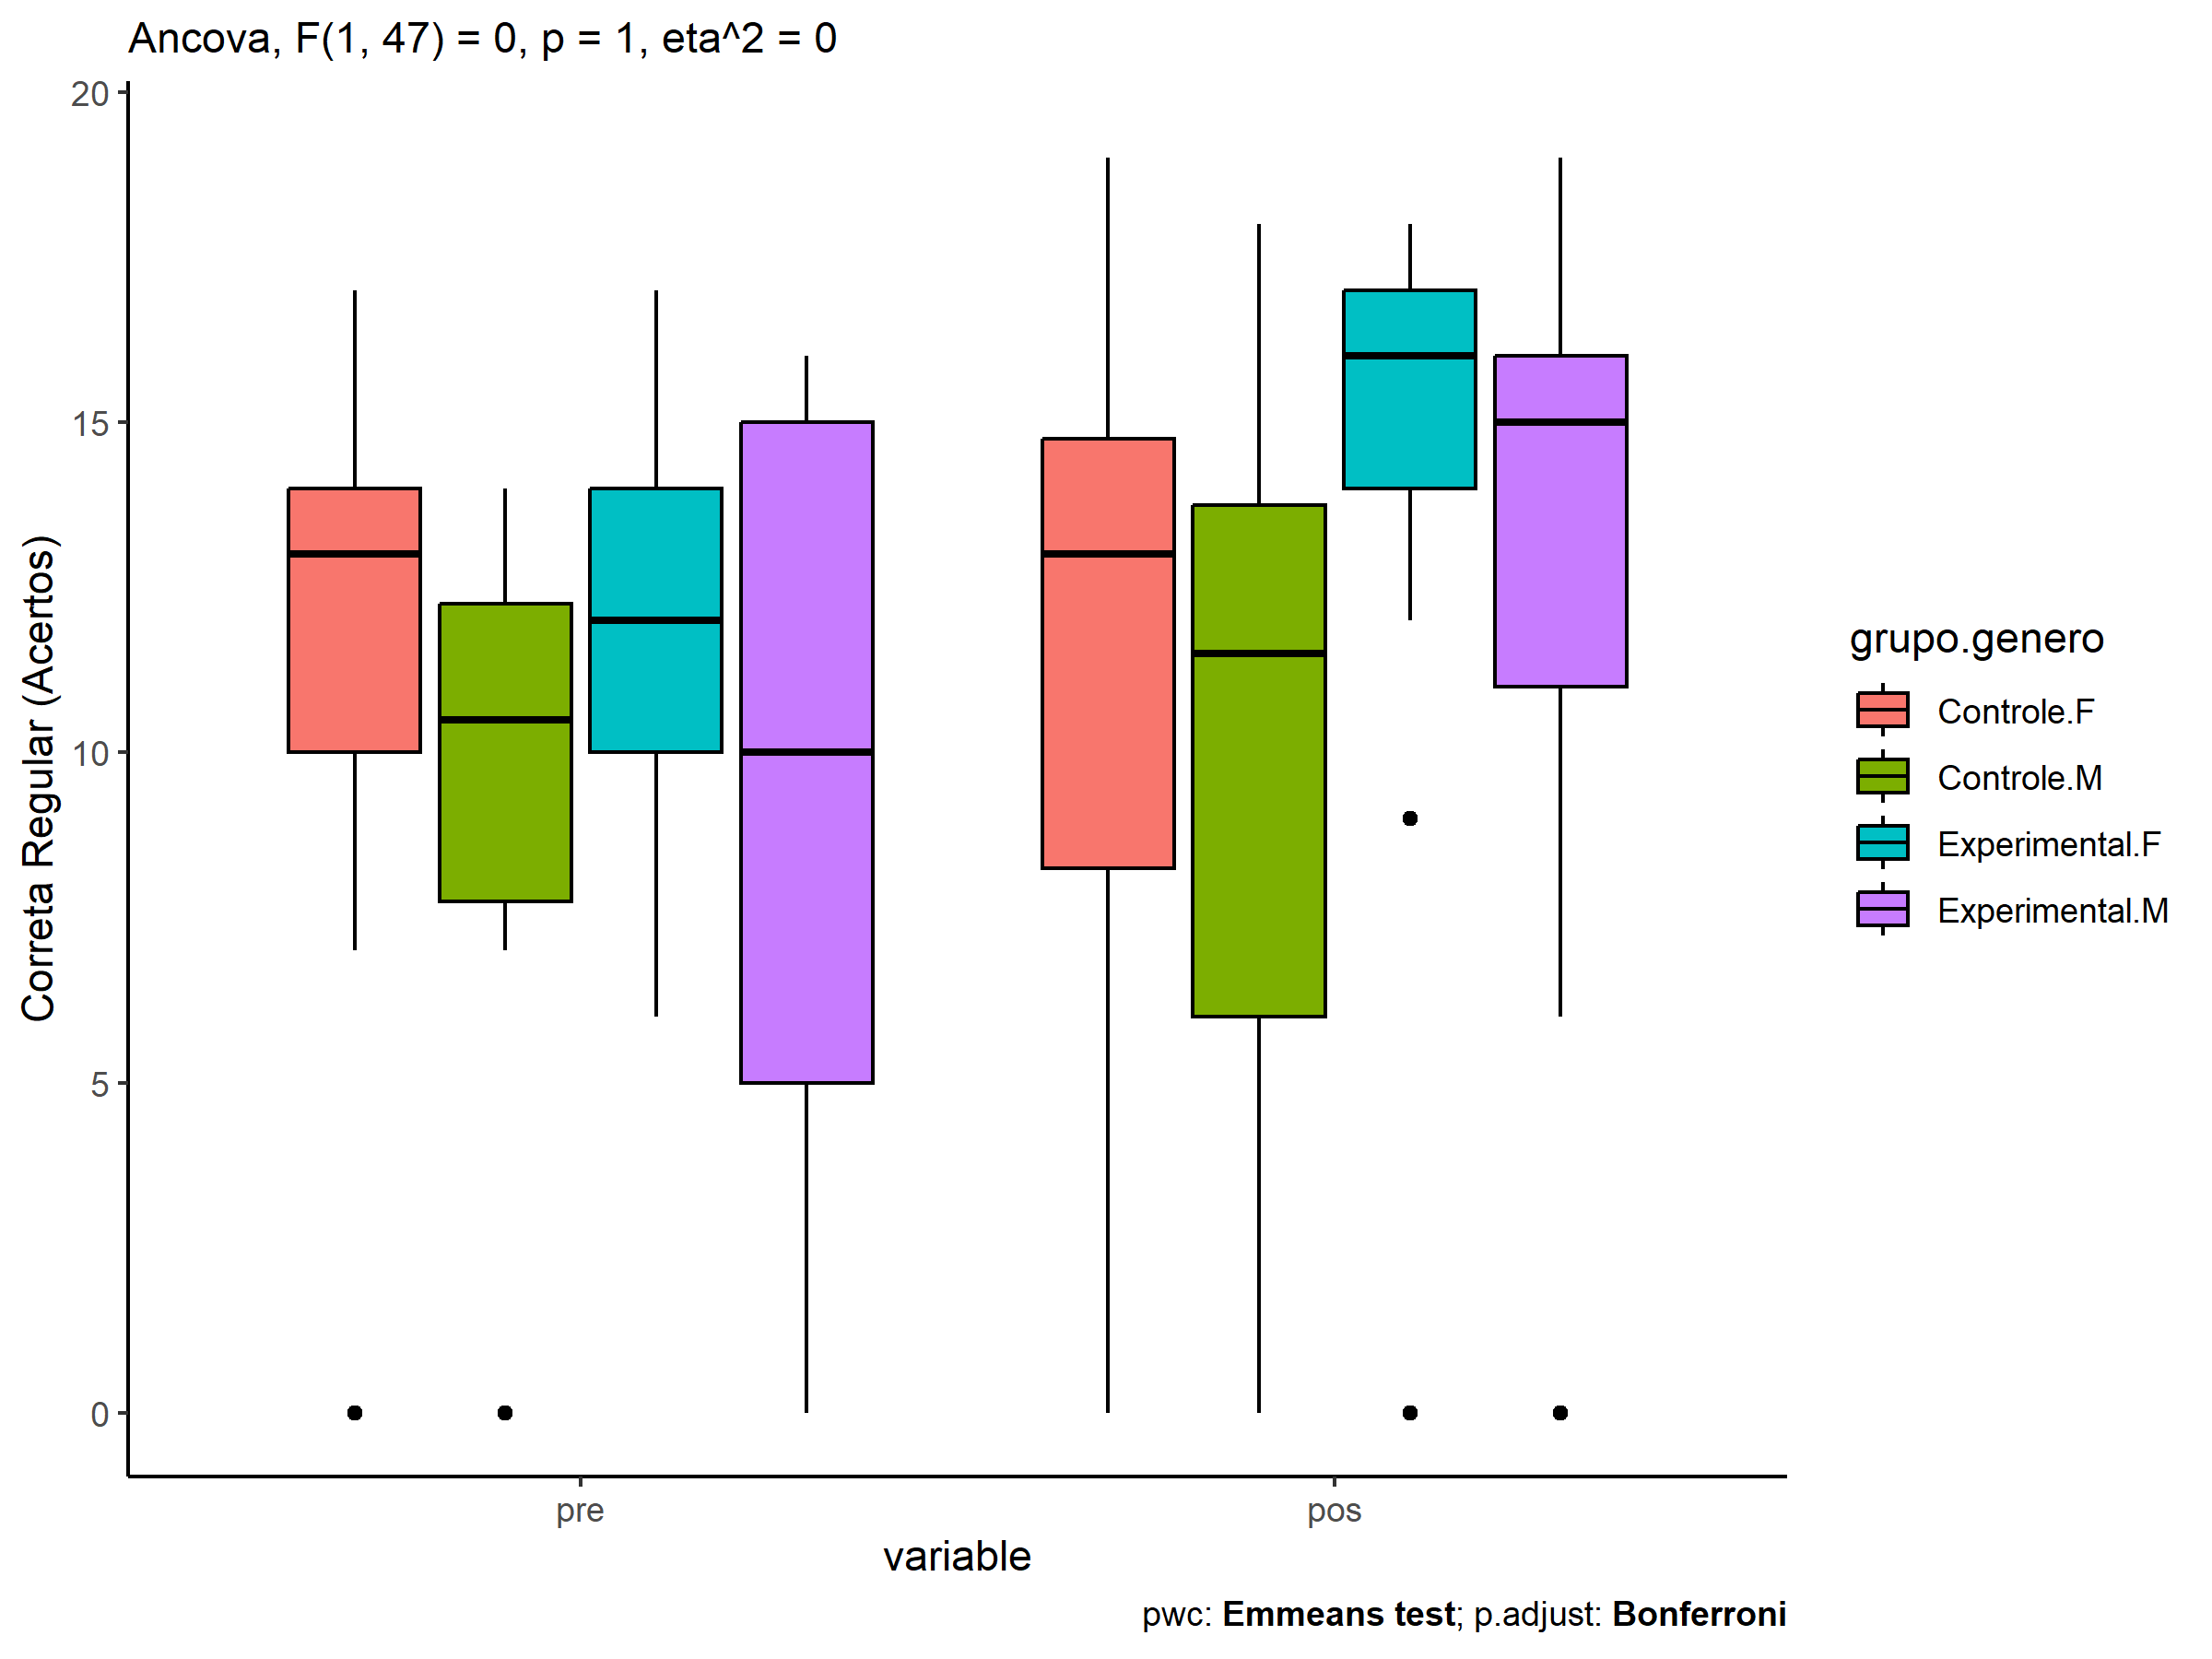 Ancova, F(1, 47) = 0, p = 1, eta^2 = 0
Correta Regular (Acertos)
20
15
10
5
0
pre
pos
variable
grupo.genero
Controle.F
Controle.M
Experimental.F
Experimental.M
pwc: Emmeans test; p.adjust: Bonferroni